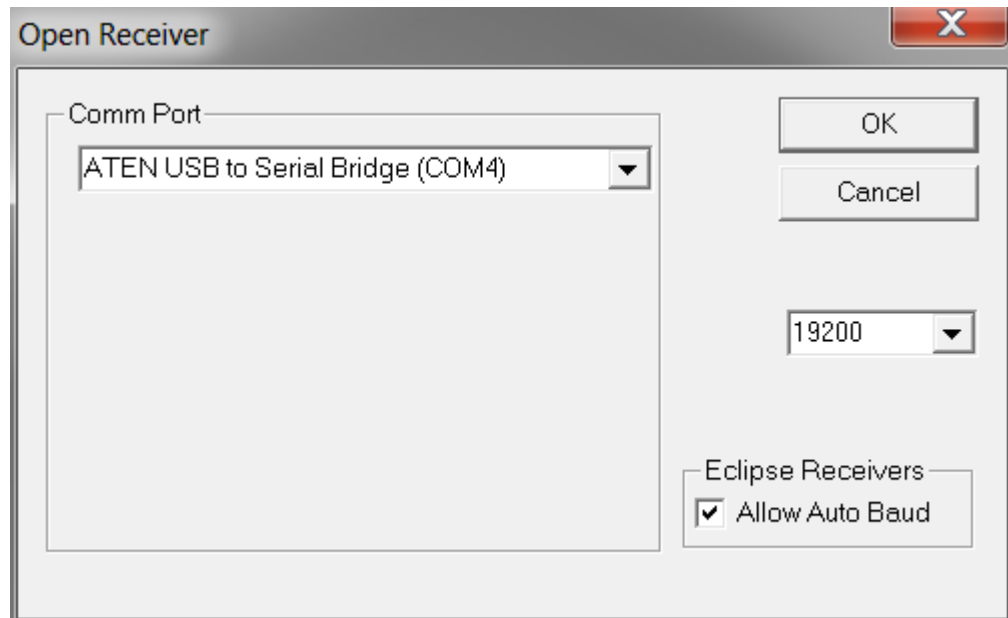 Open Receiver
Comm Port
ATEN USB to Serial Bridge (COM4)
OK
Cancel
19200
Eclipse Receivers
Allow Auto Baud